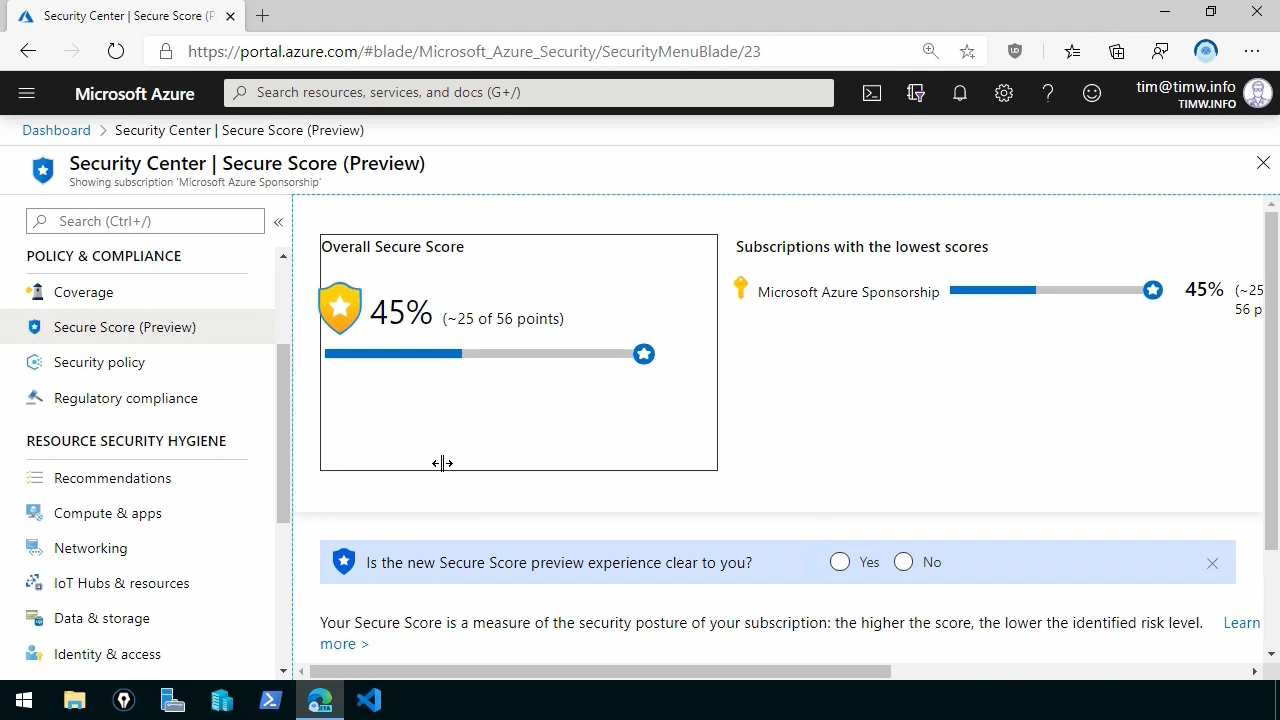 Security Center | Secure Score (P
https://portal.azure.com/#blade/Microsoft_Azure_Security/SecurityMenuBlade/23
Microsoft Azure
Search resources, services, and docs (G+/)
tim@timw.info
TIMW.INFO
Dashboard > Security Center | Secure Score (Preview)
Security Center | Secure Score (Preview)
Showing subscription 'Microsoft Azure Sponsorship'
Search (Ctrl+/)
POLICY & COMPLIANCE
Coverage
Secure Score (Preview)
Security policy
Regulatory compliance
RESOURCE SECURITY HYGIENE
Recommendations
Compute & apps
Networking
IoT Hubs & resources
Data & storage
Identity & access
Overall Secure Score
45% (~25 of 56 points)
Subscriptions with the lowest scores
Microsoft Azure Sponsorship
45% (~25
56 p
Is the new Secure Score preview experience clear to you?
Yes
No
Your Secure Score is a measure of the security posture of your subscription: the higher the score, the lower the identified risk level. Learn
more >